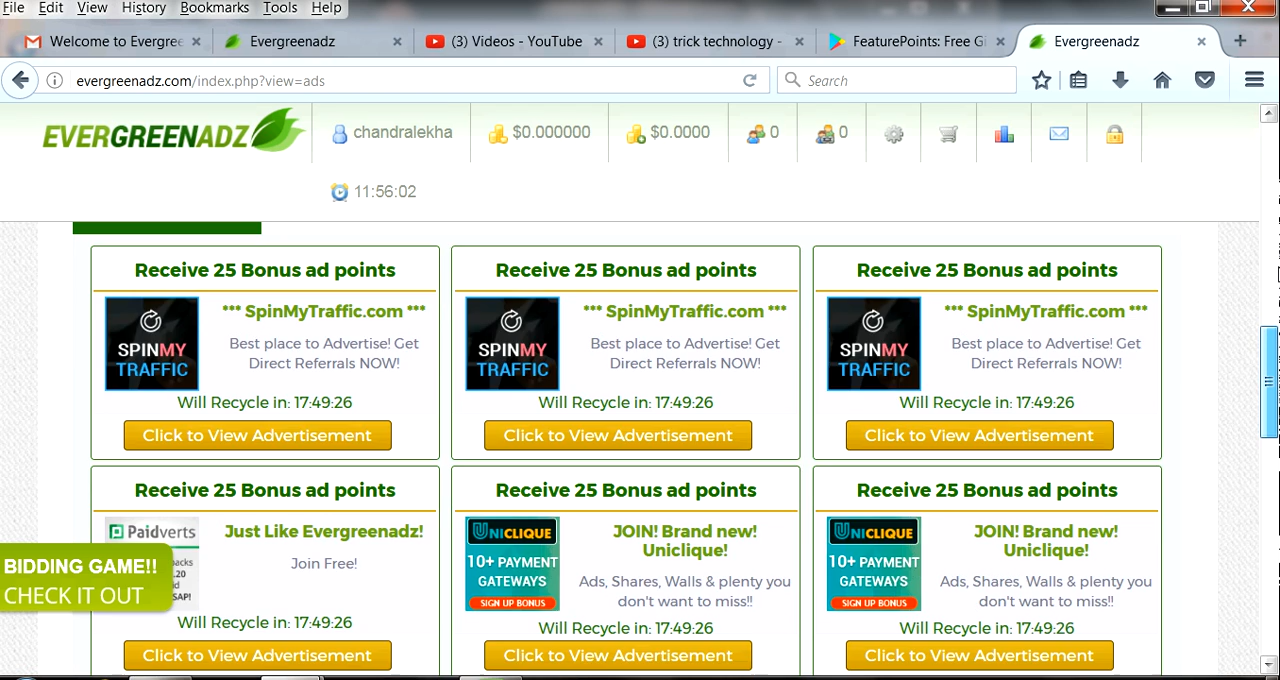 File Edit View History Bookmarks Tools Help
Welcome to Evergree
Evergreenadz
(3) Videos - YouTube
(3) trick technology -
FeaturePoints: Free Gi
Evergreenadz
evergreenadz.com/index.php?view=ads
Search
EVERGREENADZ
chandralekha
$0.000000
$0.0000
0
0
11:56:02
Receive 25 Bonus ad points
SPINMY
TRAFFIC
*** SpinMyTraffic.com ***
Best place to Advertise! Get
Direct Referrals NOW!
Will Recycle in: 17:49:26
Click to View Advertisement
Receive 25 Bonus ad points
SPINMY
TRAFFIC
*** SpinMyTraffic.com ***
Best place to Advertise! Get
Direct Referrals NOW!
Will Recycle in: 17:49:26
Click to View Advertisement
Receive 25 Bonus ad points
SPINMY
TRAFFIC
*** SpinMyTraffic.com ***
Best place to Advertise! Get
Direct Referrals NOW!
Will Recycle in: 17:49:26
Click to View Advertisement
Receive 25 Bonus ad points
Paidverts
acks
.20
d
SAP!
Just Like Evergreenadz!
Join Free!
Will Recycle in: 17:49:26
Click to View Advertisement
Receive 25 Bonus ad points
UNICLIQUE
10+ PAYMENT
GATEWAYS
SIGN UP BONUS
JOIN! Brand new!
Uniclique!
Ads, Shares, Walls & plenty you
don't want to miss!!
Will Recycle in: 17:49:26
Click to View Advertisement
Receive 25 Bonus ad points
UNICLIQUE
10+ PAYMENT
GATEWAYS
SIGN UP BONUS
JOIN! Brand new!
Uniclique!
Ads, Shares, Walls & plenty you
don't want to miss!!
Will Recycle in: 17:49:26
Click to View Advertisement
BIDDING GAME!!
CHECK IT OUT